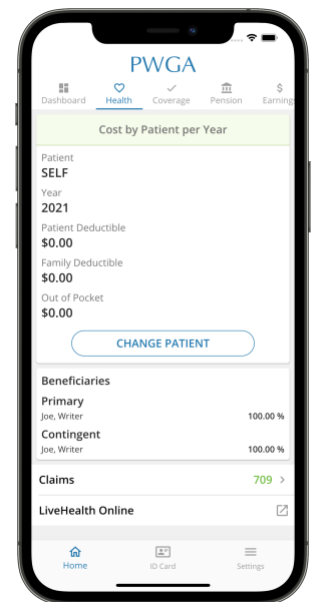 PWGA
Dashboard Health Coverage Pension Earning
Cost by Patient per Year
Patient
SELF
Year
2021
Patient Deductible
$0.00
Family Deductible
$0.00
Out of Pocket
$0.00
CHANGE PATIENT
Beneficiaries
Primary
Joe, Writer 100.00 %
Contingent
Joe, Writer 100.00 %
Claims 709 >
LiveHealth Online
Home ID Card Settings